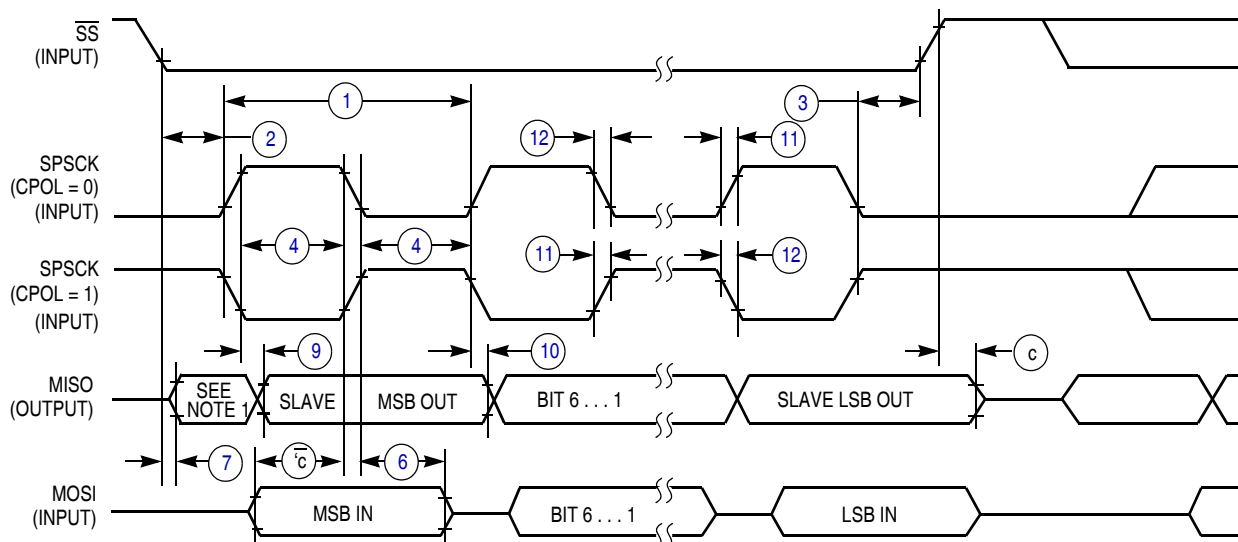 SS
(INPUT)
1
3
2
12
11
SPSCK
(CPOL = 0)
(INPUT)
4
4
SPSCK
(CPOL = 1)
(INPUT)
11
12
9
10
c
MISO
(OUTPUT)
SEE
NOTE 1
SLAVE
MSB OUT
BIT 6 . . . 1
SLAVE LSB OUT
7
c
6
MOSI
(INPUT)
MSB IN
BIT 6 . . . 1
LSB IN